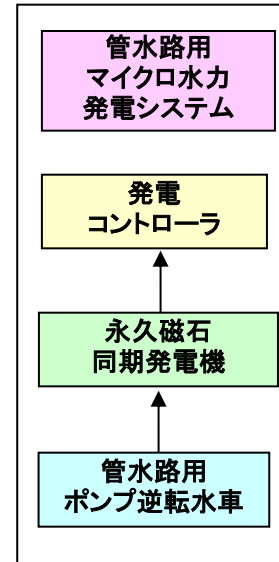 管水路用
マイクロ水力
発電システム
発電
コントローラ
永久磁石
同期発電機
管水路用
ポンプ逆転水車